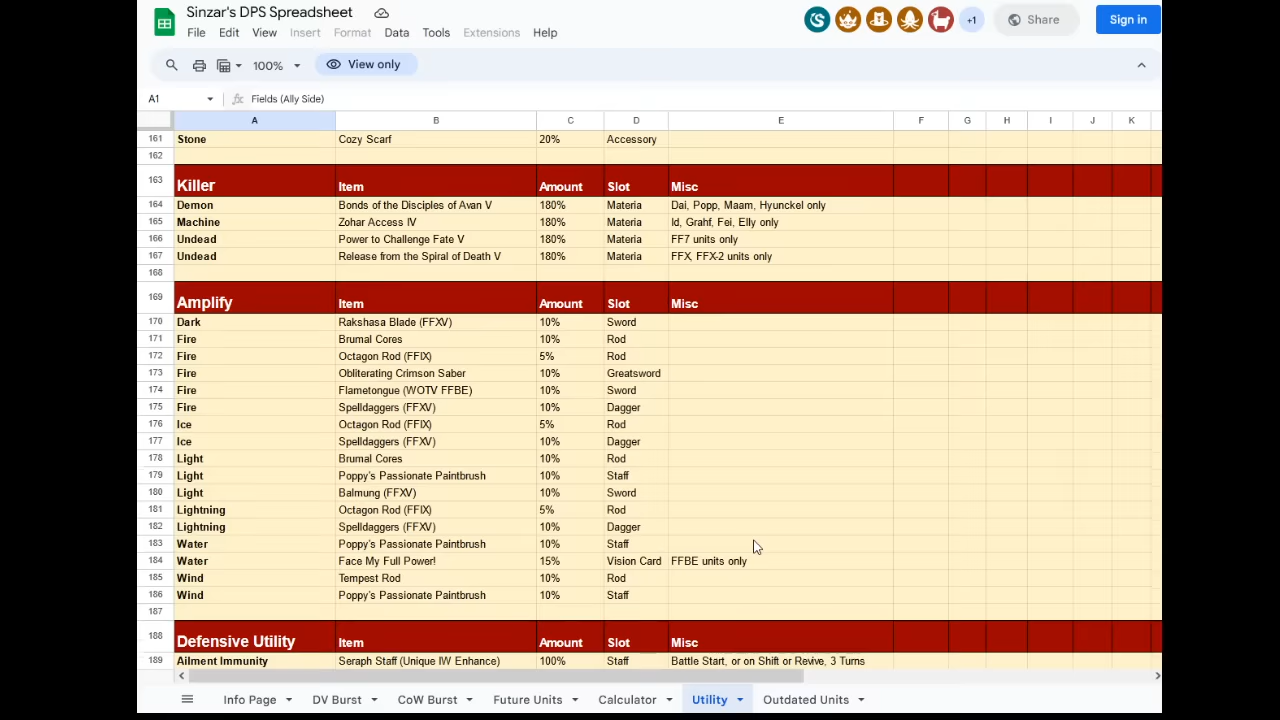 Sinzar's DPS Spreadsheet
+1
Share
Sign in
File Edit View Insert Format Data Tools Extensions Help
100% View only
A1 fx Fields (Ally Side)
A B C D E F G H I J K
161 Stone Cozy Scarf 20% Accessory
162
163 Killer Item Amount Slot Misc
164 Demon Bonds of the Disciples of Avan V 180% Materia Dai, Popp, Maam, Hyunckel only
165 Machine Zohar Access IV 180% Materia Id, Grahf, Fei, Elly only
166 Undead Power to Challenge Fate V 180% Materia FF7 units only
167 Undead Release from the Spiral of Death V 180% Materia FFX, FFX-2 units only
168
169 Amplify Item Amount Slot Misc
170 Dark Rakshasa Blade (FFXV) 10% Sword
171 Fire Brumal Cores 10% Rod
172 Fire Octagon Rod (FFIX) 5% Rod
173 Fire Obliterating Crimson Saber 10% Greatsword
174 Fire Flametongue (WOTV FFBE) 10% Sword
175 Fire Spelldaggers (FFXV) 10% Dagger
176 Ice Octagon Rod (FFIX) 5% Rod
177 Ice Spelldaggers (FFXV) 10% Dagger
178 Light Brumal Cores 10% Rod
179 Light Poppy's Passionate Paintbrush 10% Staff
180 Light Balmung (FFXV) 10% Sword
181 Lightning Octagon Rod (FFIX) 5% Rod
182 Lightning Spelldaggers (FFXV) 10% Dagger
183 Water Poppy's Passionate Paintbrush 10% Staff
184 Water Face My Full Power! 15% Vision Card FFBE units only
185 Wind Tempest Rod 10% Rod
186 Wind Poppy's Passionate Paintbrush 10% Staff
187
188 Defensive Utility Item Amount Slot Misc
189 Ailment Immunity Seraph Staff (Unique IW Enhance) 100% Staff Battle Start, or on Shift or Revive, 3 Turns
Info Page DV Burst CoW Burst Future Units Calculator Utility Outdated Units